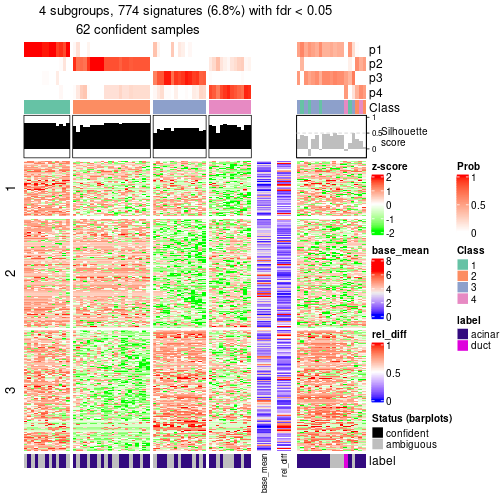 4 subgroups, 774 signatures (6.8%) with fdr < 0.05
62 confident samples
p1
p2
p3
p4
Class
1
0.5
0
Silhouette
score
1
2
3
base_mean
rel_diff
label
z-score
2
1
0
-1
-2
Prob
1
0.5
0
base_mean
8
6
4
2
0
Class
1
2
3
4
rel_diff
1
0.5
0
label
acinar
duct
Status (barplots)
confident
ambiguous